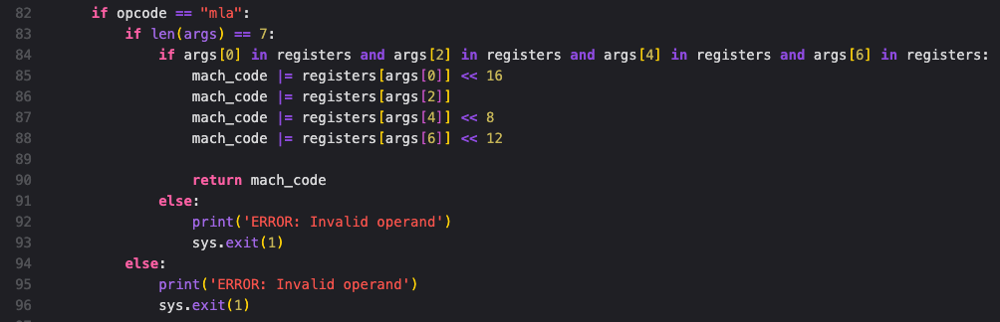 82 if opcode == "mla":
83 if len(args) == 7:
84 if args[0] in registers and args[2] in registers and args[4] in registers and args[6] in registers:
85 mach_code |= registers[args[0]] << 16
86 mach_code |= registers[args[2]]
87 mach_code |= registers[args[4]] << 8
88 mach_code |= registers[args[6]] << 12
89
90 return mach_code
91 else:
92 print('ERROR: Invalid operand')
93 sys.exit(1)
94 else:
95 print('ERROR: Invalid operand')
96 sys.exit(1)